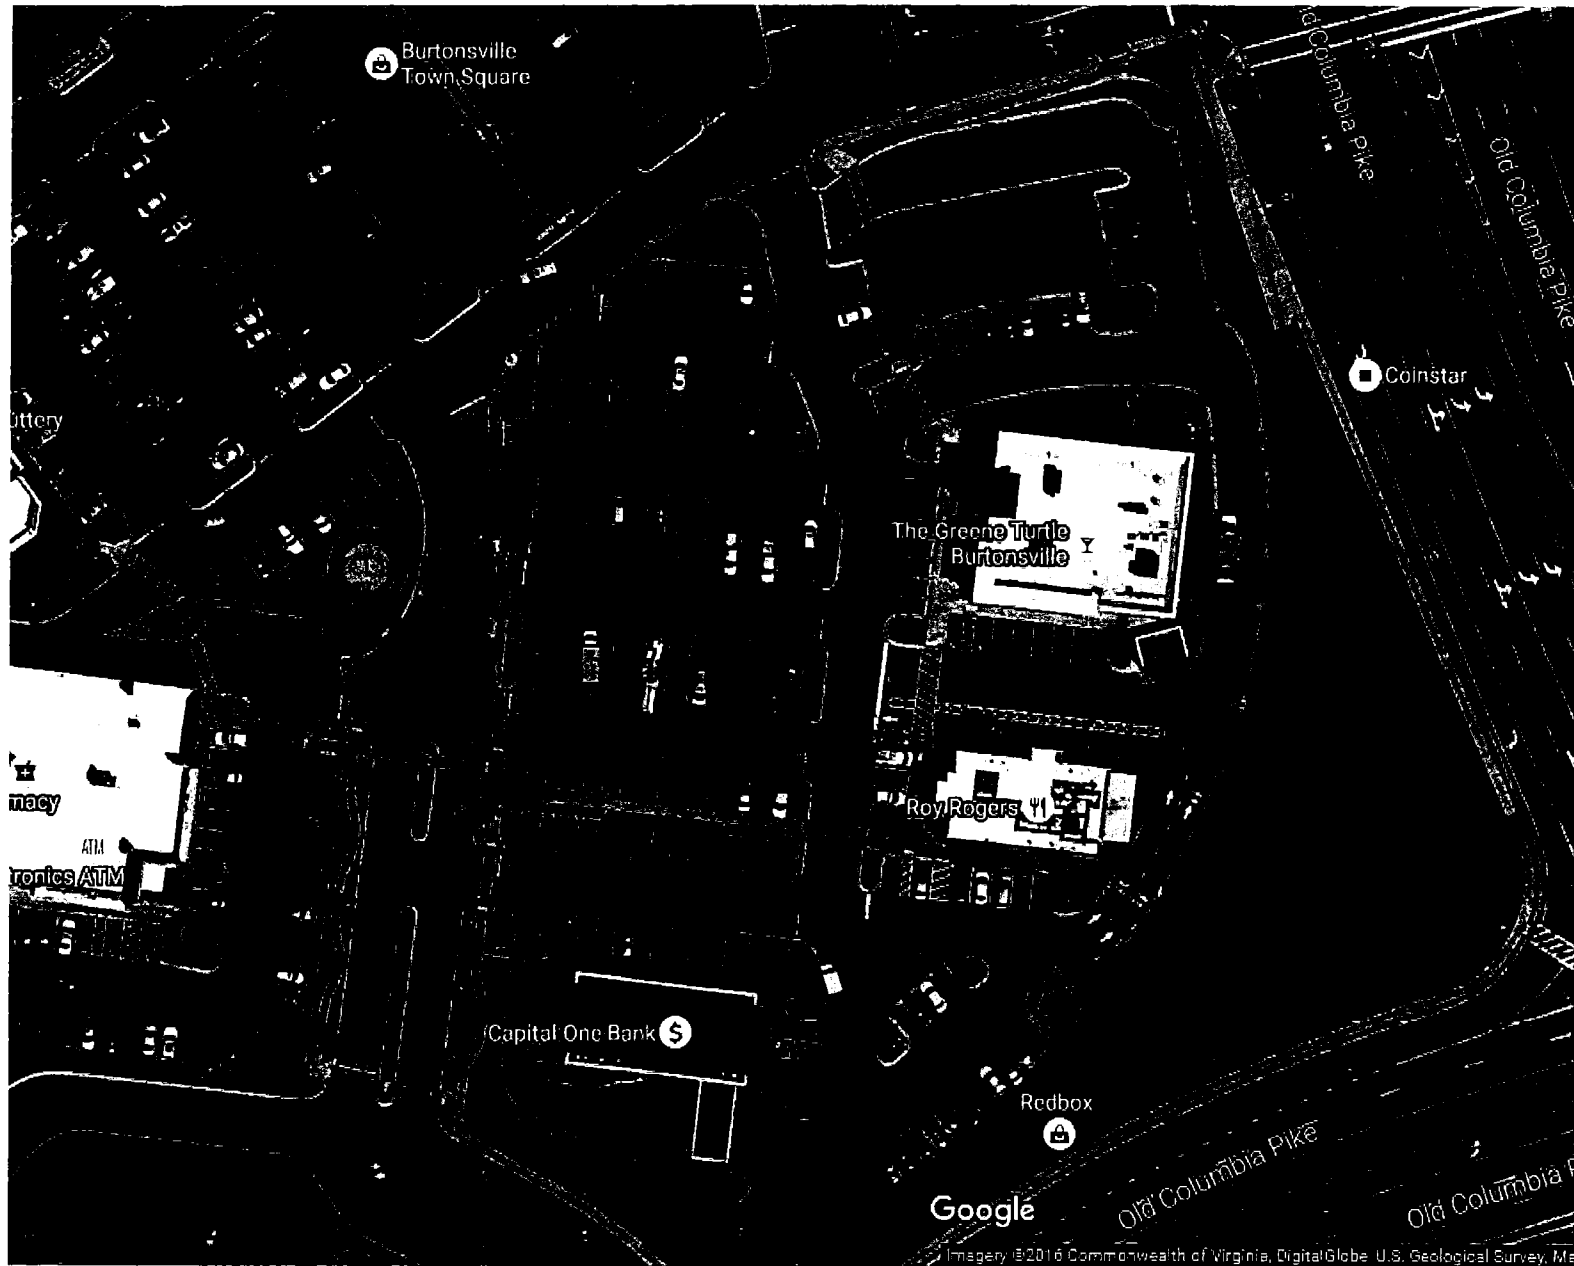 Burtonsville
Town Square
Old Columbia Pike
Old Columbia Pike
Coinstar
uttery
The Greene Turtle
Burtonsville
macy
Roy Rogers
ATM
tronics ATM
Capital One Bank
Redbox
Old Columbia Pike
Old Columbia P
Google
Imagery ©2016 Commonwealth of Virginia, DigitalGlobe, U.S. Geological Survey, Ma